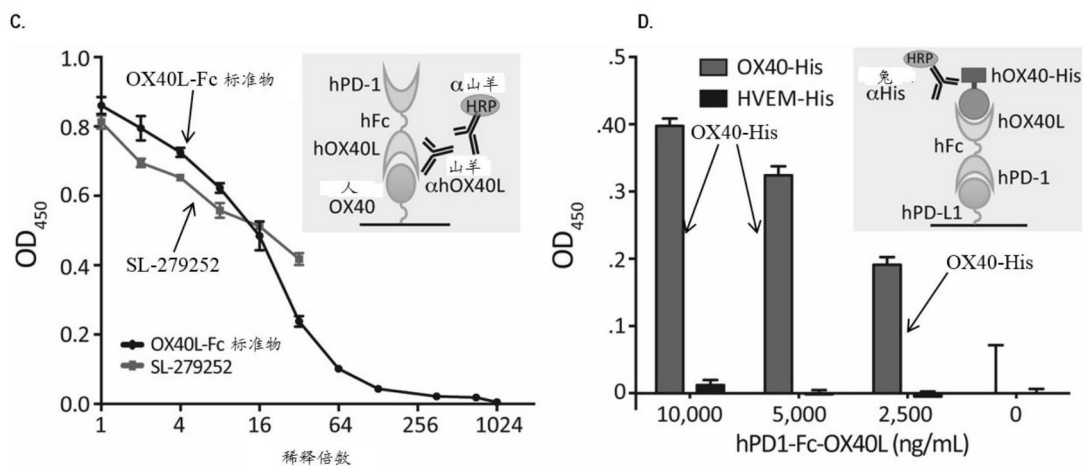 C.
OX40L-Fc 标准物
SL-279252
OX40L-Fc 标准物
SL-279252
OD450
0.0
0.2
0.4
0.6
0.8
1.0
1
4
16
64
256
1024
稀释倍数
hPD-1
hFc
hOX40L
人
OX40
α山羊
HRP
山羊
αhOX40L
D.
OX40-His
HVEM-His
OX40-His
OX40-His
OD450
.5
.40
.3
.2
.1
0
10,000
5,000
2,500
0
hPD1-Fc-OX40L (ng/mL)
HRP
兔
αHis
hOX40-His
hOX40L
hFc
hPD-1
hPD-L1